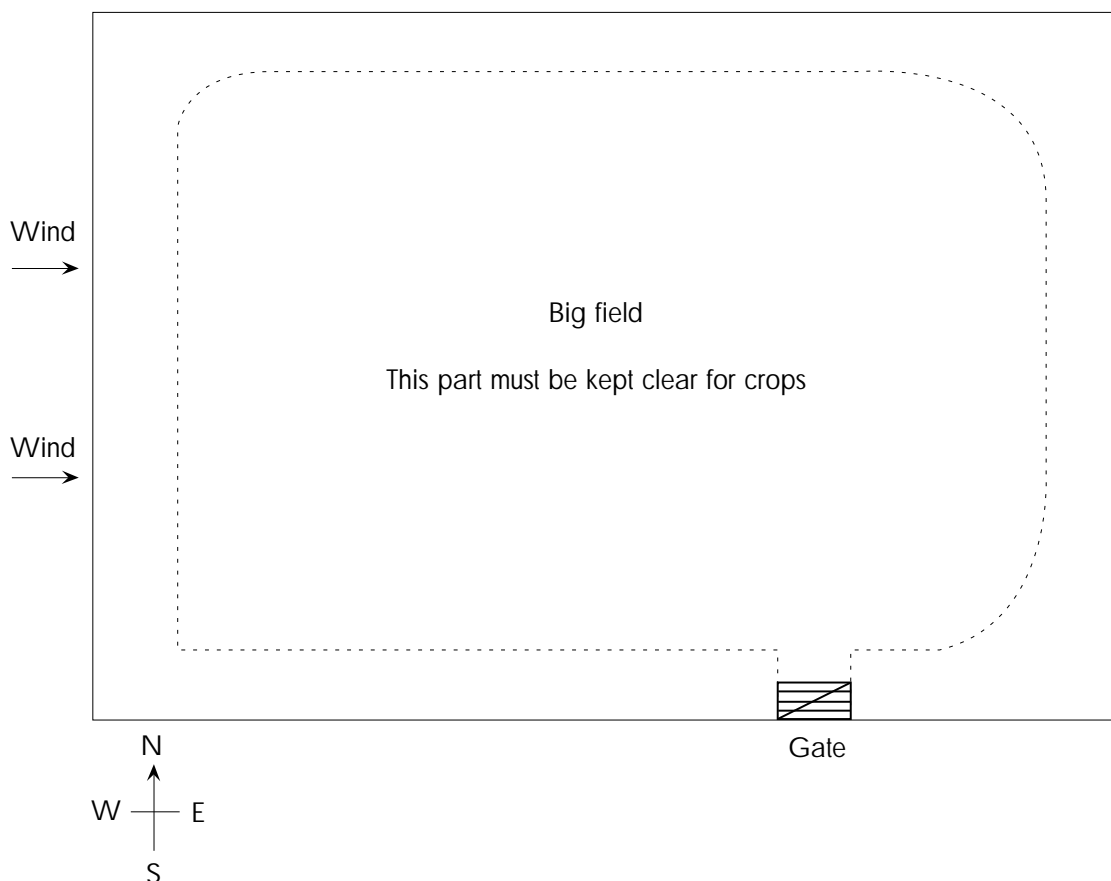 Wind
Big field
This part must be kept clear for crops
Wind
Gate
N
W E
S